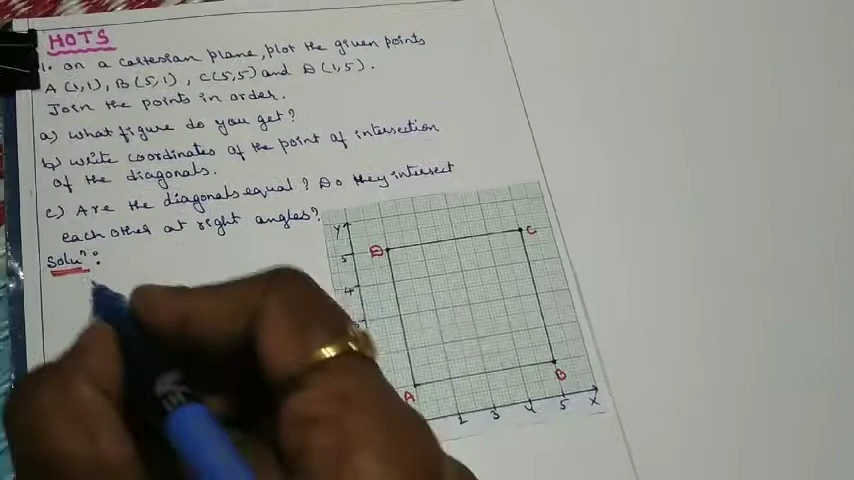 HOTS
1. On a cartesian plane, plot the given points
A (1,1), B (5,1), C (5,5) and D (1,5).
Join the points in order.
a) What figure do you get?
b) Write coordinates of the point of intersection
of the diagonals.
c) Are the diagonals equal? Do they intersect
each other at right angles?
Soluⁿ:
Y
5
4
D
C
A
B
2
3
4
5
X